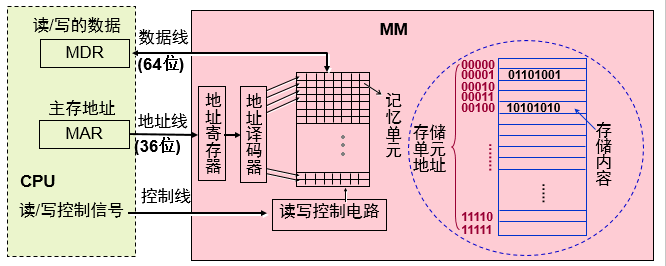 读/写的数据
MDR
主存地址
MAR
CPU
读/写控制信号
数据线
(64位)
地址线
(36位)
控制线
MM
地址寄存器
地址译码器
记忆单元
读写控制电路
存储单元地址
00000
00001
00010
00011
00100
11110
11111
01101001
10101010
存储内容